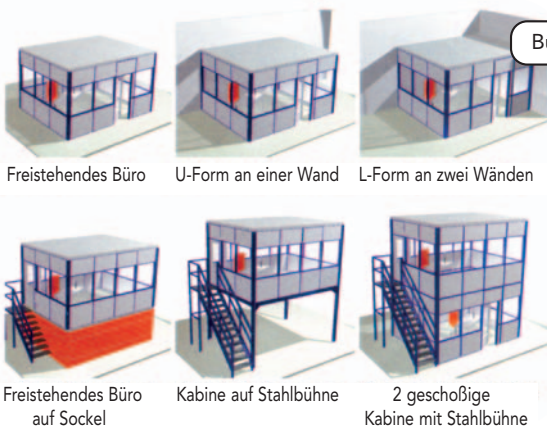 Freistehendes Büro
U-Form an einer Wand
L-Form an zwei Wänden
Freistehendes Büro
auf Sockel
Kabine auf Stahlbühne
2 geschoßige
Kabine mit Stahlbühne